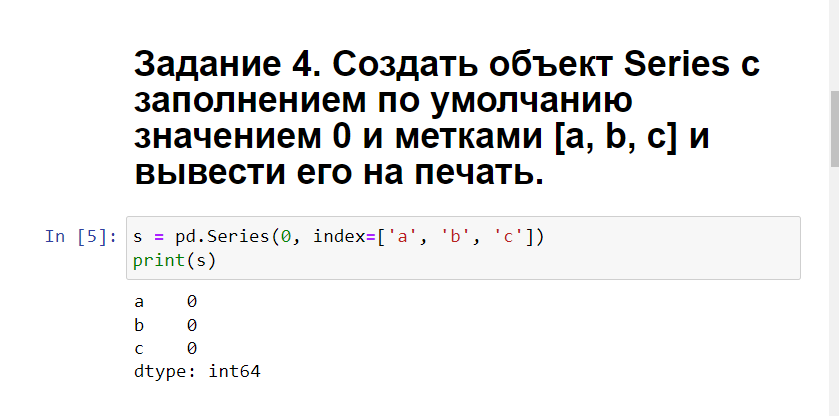 Задание 4. Создать объект Series с
заполнением по умолчанию
значением 0 и метками [a, b, c] и
вывести его на печать.
In [5]: s = pd.Series(0, index=['a', 'b', 'c'])
print(s)
a    0
b    0
c    0
dtype: int64